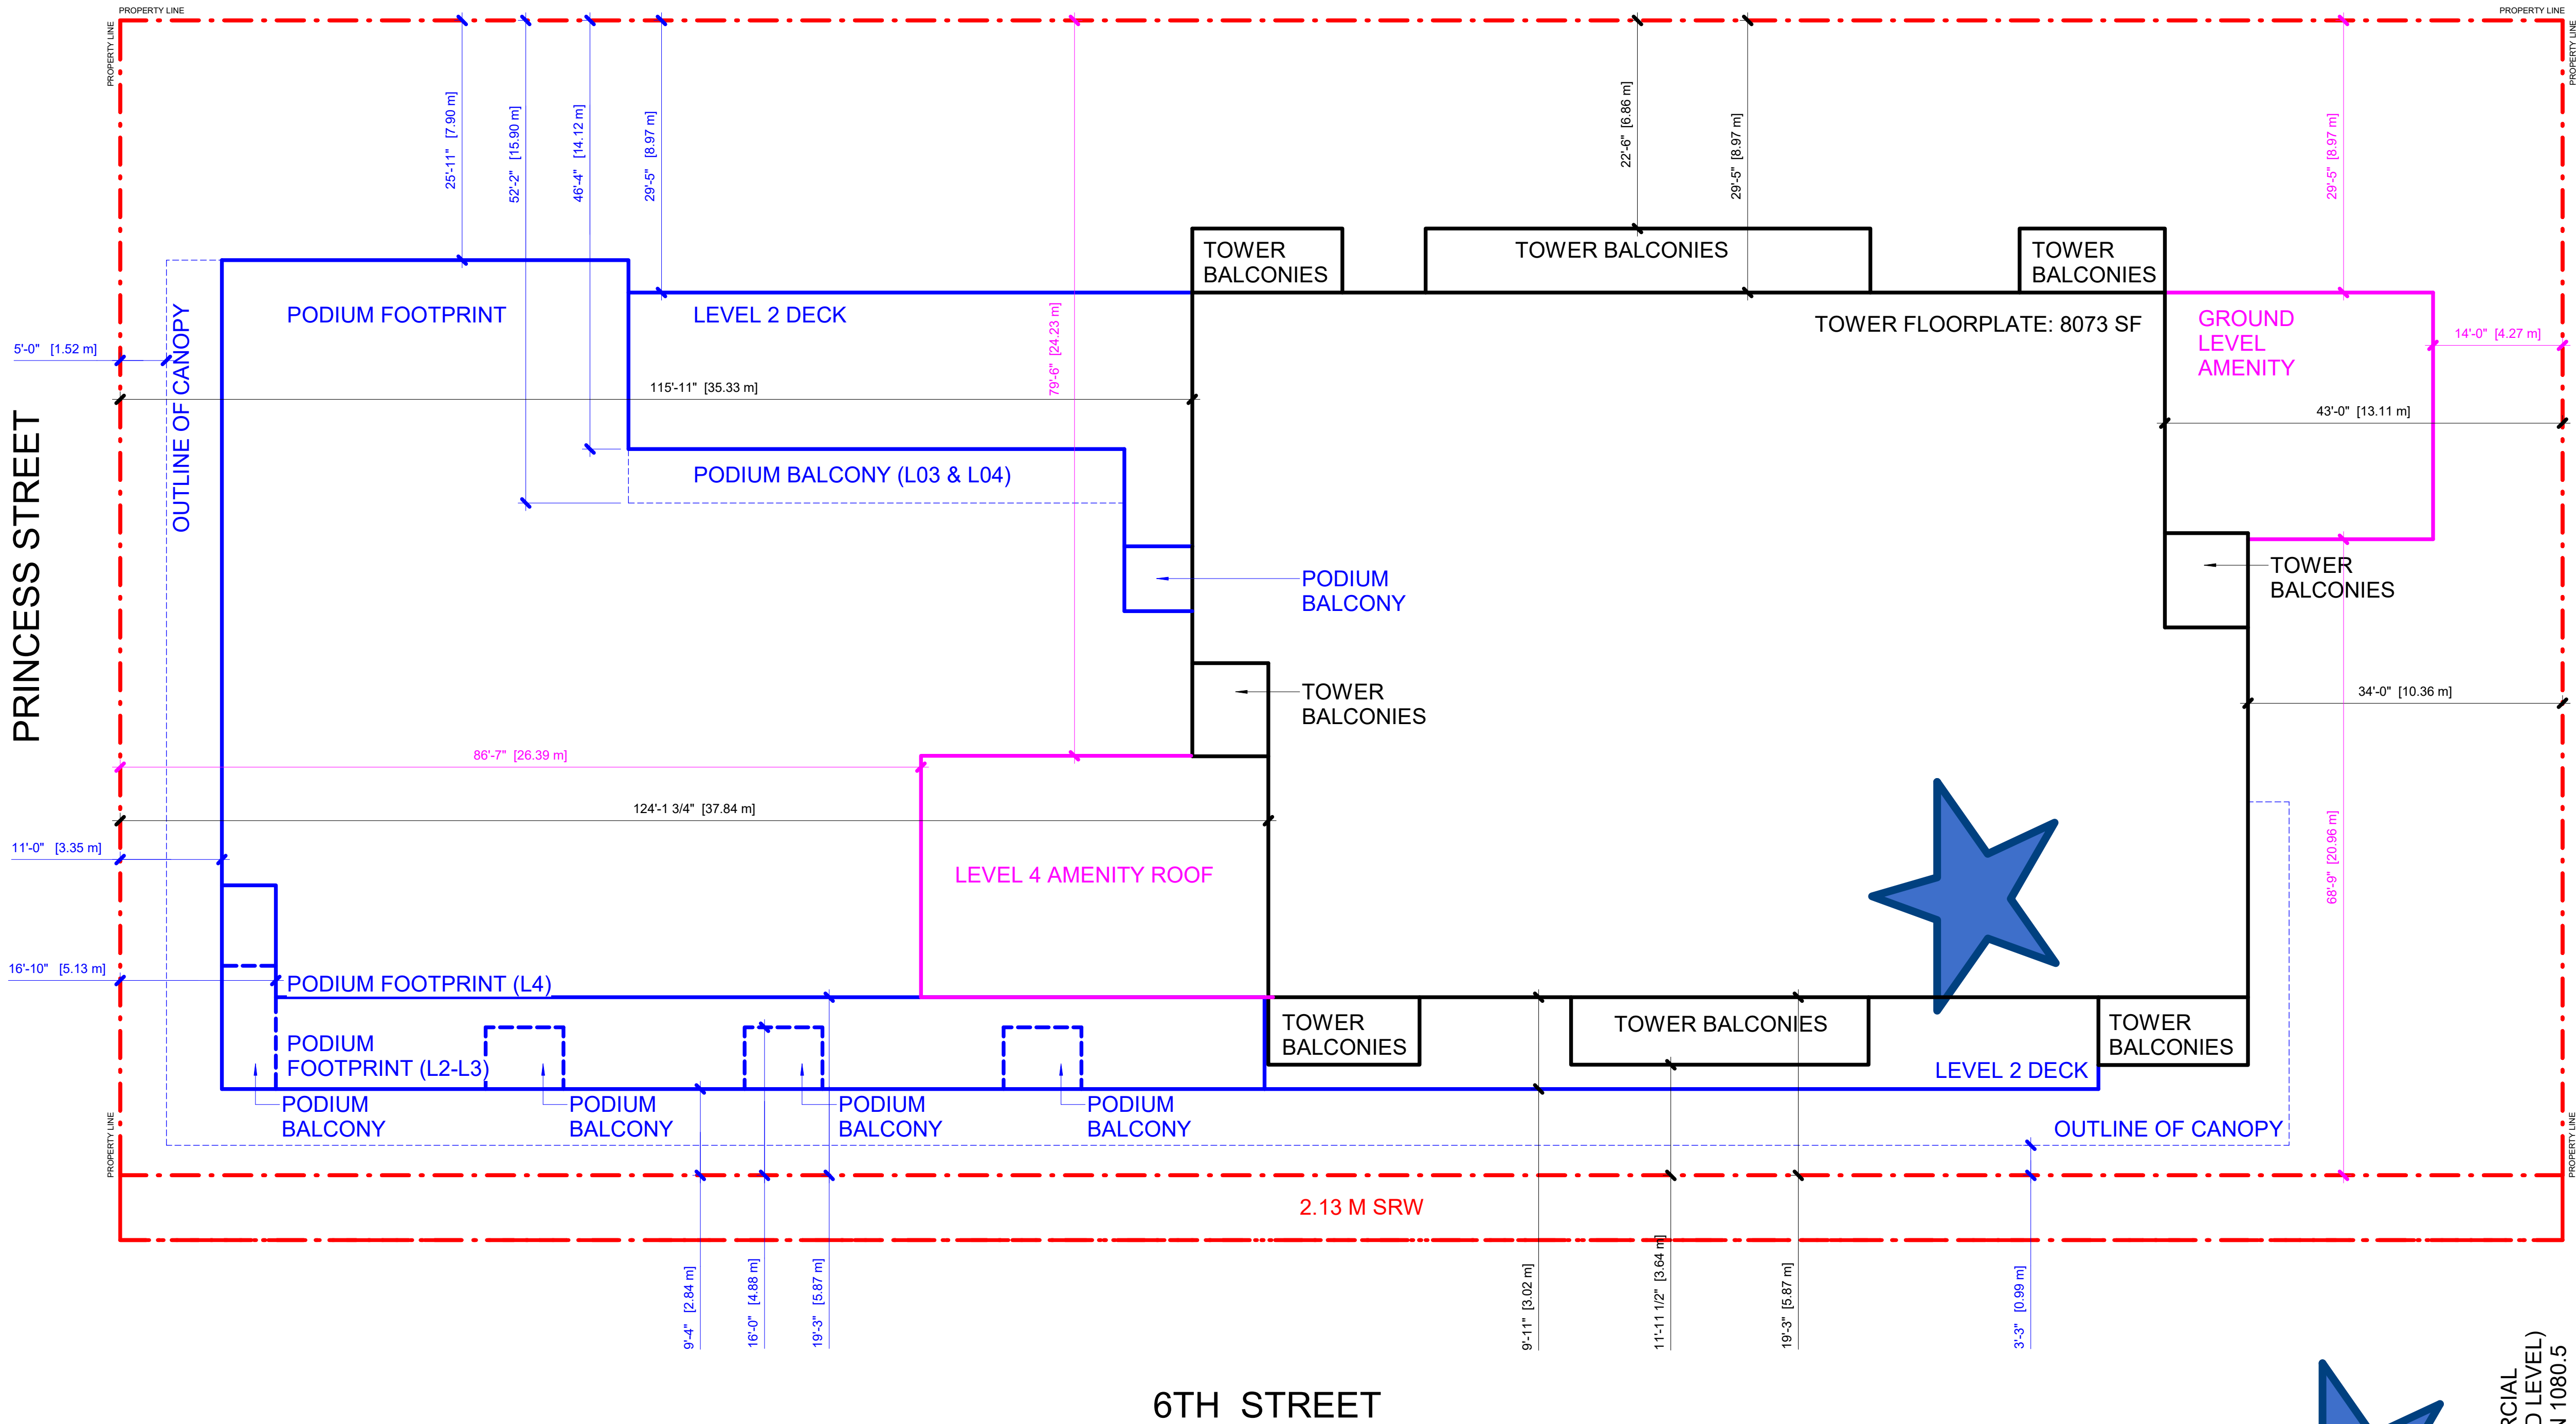 PROPERTY LINE
PROPERTY LINE
PROPERTY LINE
PROPERTY LINE
25'-11" [7.90 m]
52'-2" [15.90 m]
46'-4" [14.12 m]
29'-5" [8.97 m]
22'-6" [6.86 m]
29'-5" [8.97 m]
29'-5" [8.97 m]
TOWER
BALCONIES
TOWER BALCONIES
TOWER
BALCONIES
OUTLINE OF CANOPY
PODIUM FOOTPRINT
LEVEL 2 DECK
79'-6" [24.23 m]
TOWER FLOORPLATE: 8073 SF
GROUND
LEVEL
AMENITY
5'-0" [1.52 m]
14'-0" [4.27 m]
115'-11" [35.33 m]
43'-0" [13.11 m]
PRINCESS STREET
PODIUM BALCONY (L03 & L04)
PODIUM
BALCONY
TOWER
BALCONIES
TOWER
BALCONIES
34'-0" [10.36 m]
86'-7" [26.39 m]
124'-1 3/4" [37.84 m]
11'-0" [3.35 m]
LEVEL 4 AMENITY ROOF
68'-9" [20.96 m]
16'-10" [5.13 m]
PODIUM FOOTPRINT (L4)
PODIUM
FOOTPRINT (L2-L3)
TOWER
BALCONIES
TOWER BALCONIES
TOWER
BALCONIES
LEVEL 2 DECK
PODIUM
BALCONY
PODIUM
BALCONY
PODIUM
BALCONY
PODIUM
BALCONY
OUTLINE OF CANOPY
PROPERTY LINE
PROPERTY LINE
2.13 M SRW
9'-4" [2.84 m]
16'-0" [4.88 m]
19'-3" [5.87 m]
9'-11" [3.02 m]
11'-11 1/2" [3.64 m]
19'-3" [5.87 m]
3'-3" [0.99 m]
6TH STREET
RCIAL
D LEVEL)
N 1080.5